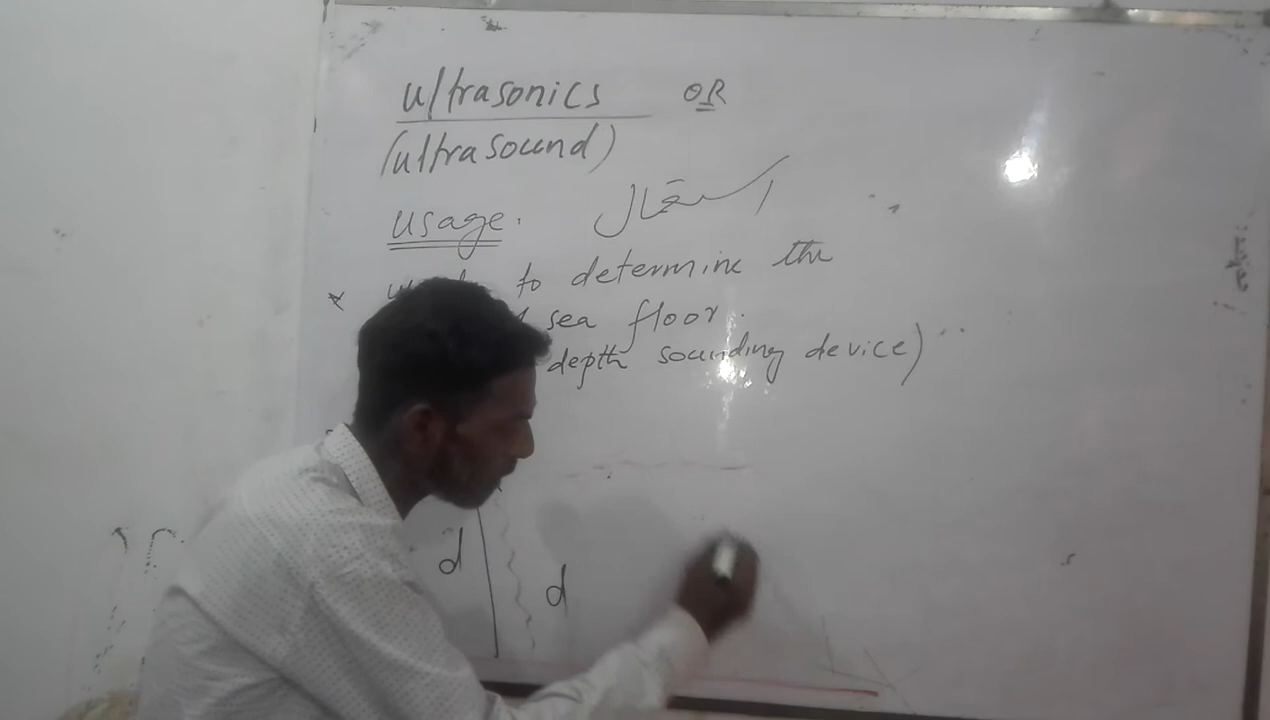 ultrasonics OR
(ultrasound)
usage. استعمال
to determine the
sea floor.
depth sounding device)
d
d